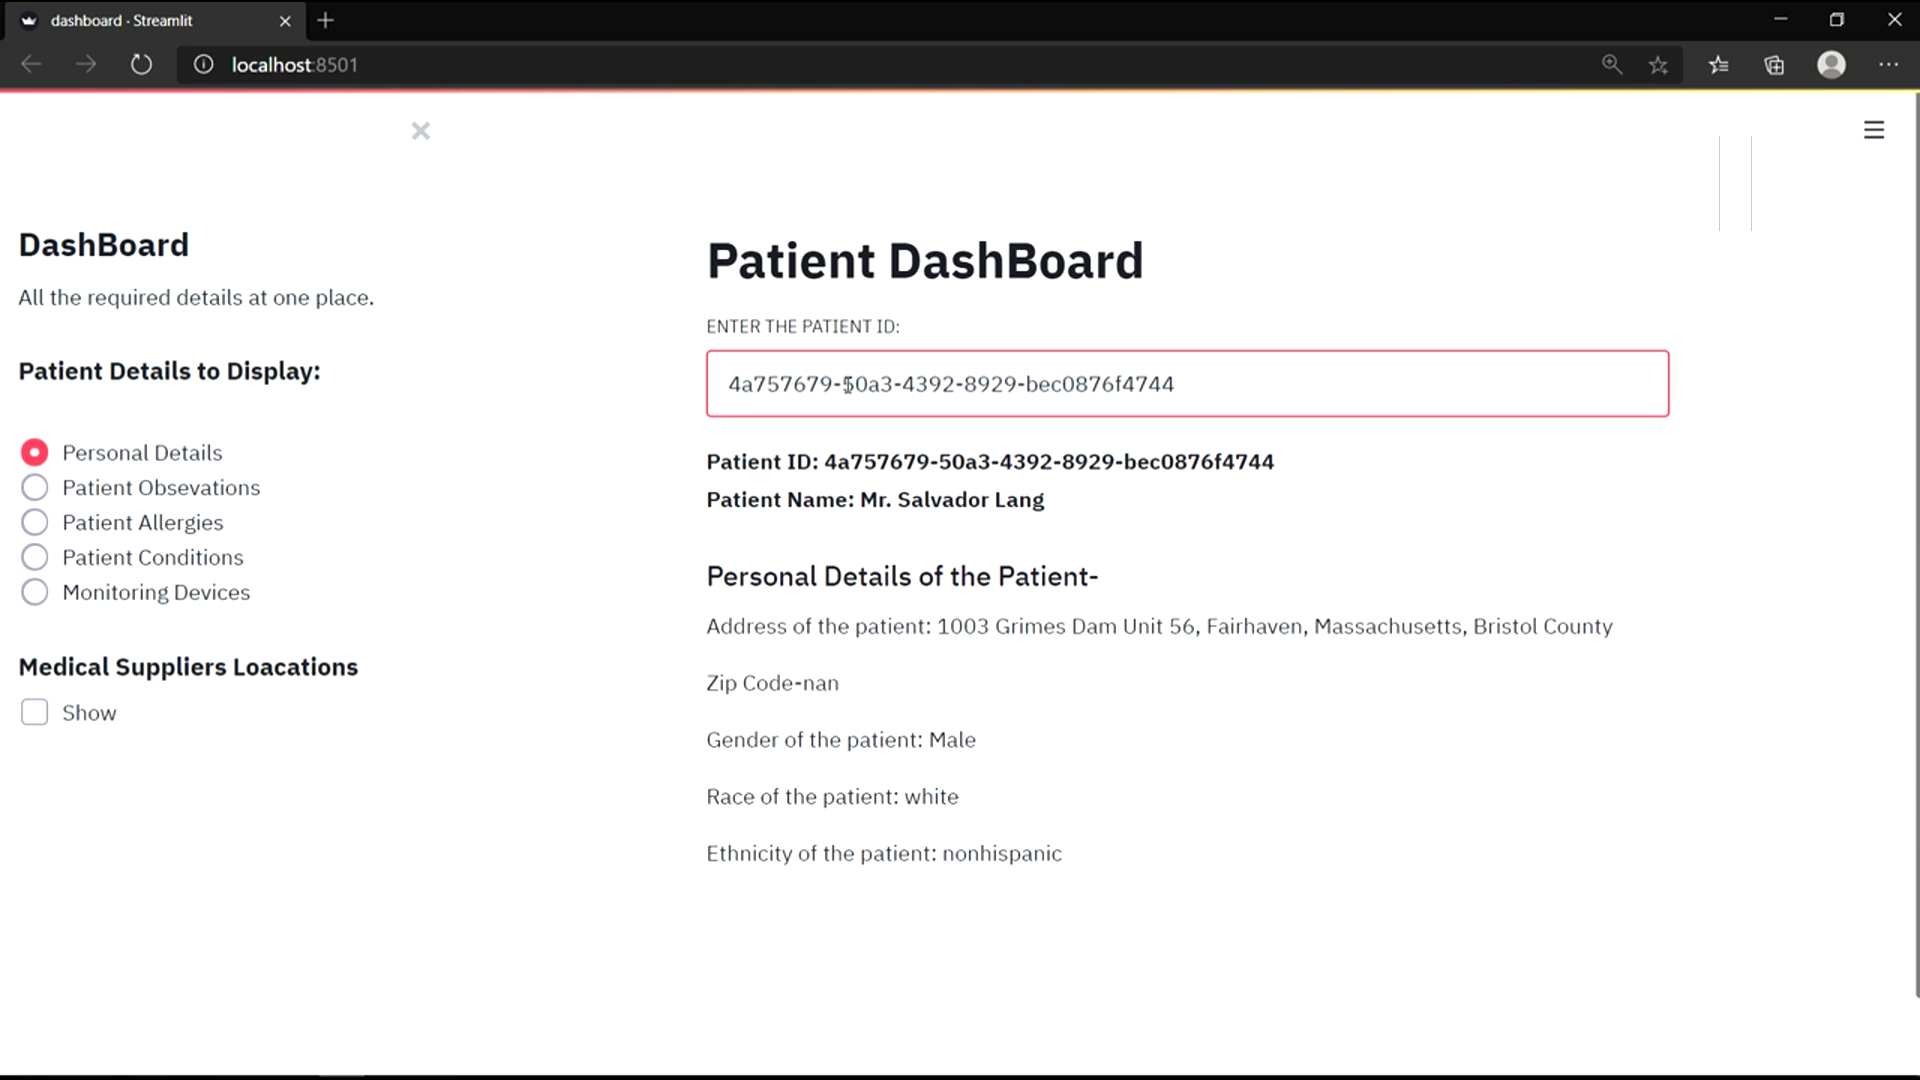 dashboard · Streamlit
localhost:8501
DashBoard
All the required details at one place.
Patient Details to Display:
Personal Details
Patient Obsevations
Patient Allergies
Patient Conditions
Monitoring Devices
Medical Suppliers Loacations
Show
Patient DashBoard
ENTER THE PATIENT ID:
4a757679-50a3-4392-8929-bec0876f4744
Patient ID: 4a757679-50a3-4392-8929-bec0876f4744
Patient Name: Mr. Salvador Lang
Personal Details of the Patient-
Address of the patient: 1003 Grimes Dam Unit 56, Fairhaven, Massachusetts, Bristol County
Zip Code-nan
Gender of the patient: Male
Race of the patient: white
Ethnicity of the patient: nonhispanic